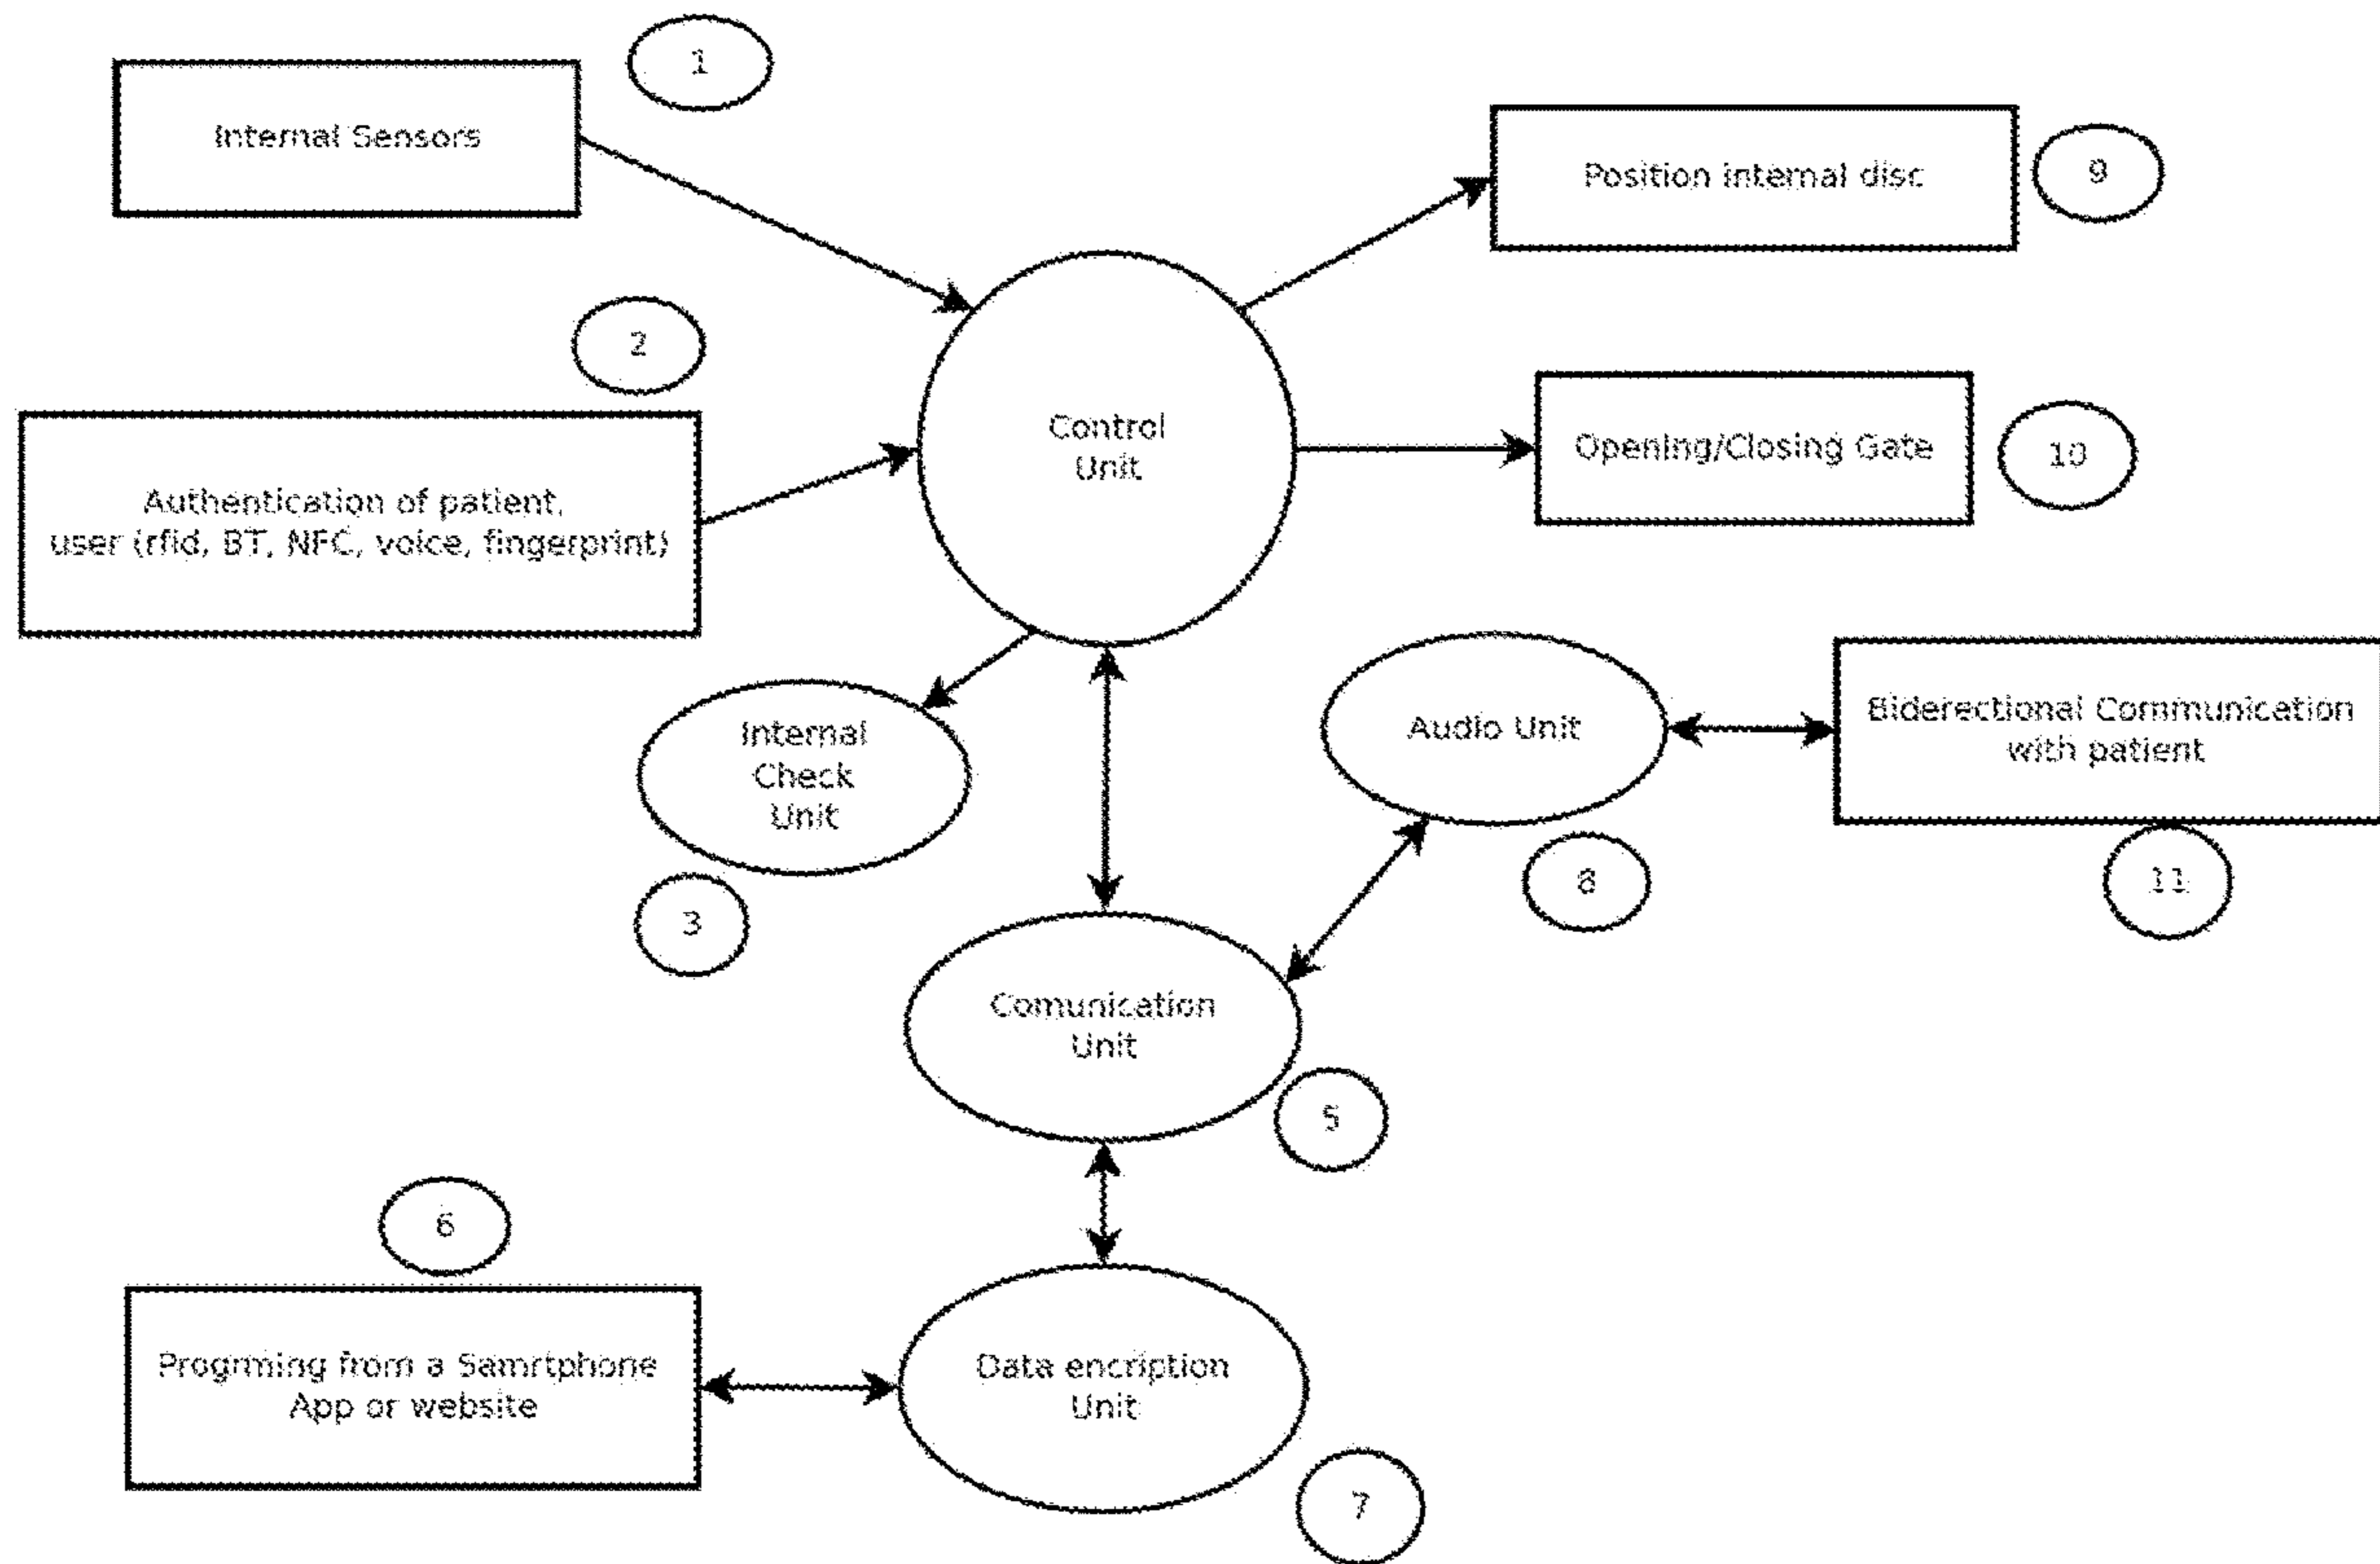 1
Internal Sensors
Position internal disc
9
2
Control
Unit
Opening/Closing Gate
10
Authentication of patient,
user (rfid, BT, NFC, voice, fingerprint)
Internal
Check
Unit
3
Audio Unit
8
Biderectional Communication
with patient
11
Comunication
Unit
5
6
Progrming from a Samrtphone
App or website
Data encription
Unit
7